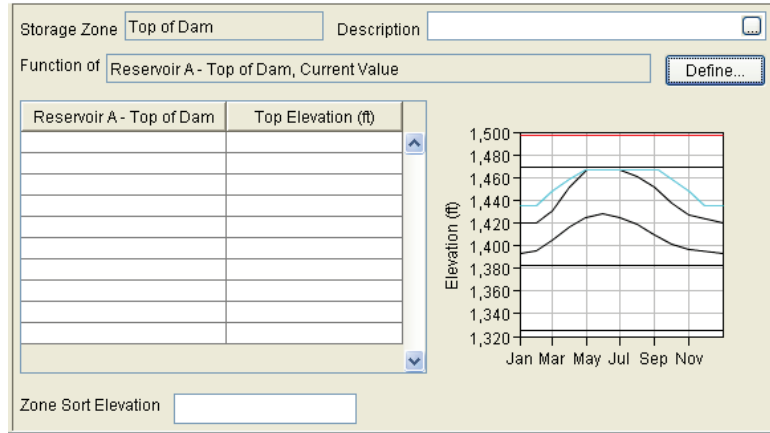 Storage Zone Top of Dam Description ...
Function of Reservoir A - Top of Dam, Current Value Define...
Reservoir A - Top of Dam Top Elevation (ft)
Elevation (ft)
1,500
1,480
1,460
1,440
1,420
1,400
1,380
1,360
1,340
1,320
Jan Mar May Jul Sep Nov
Zone Sort Elevation